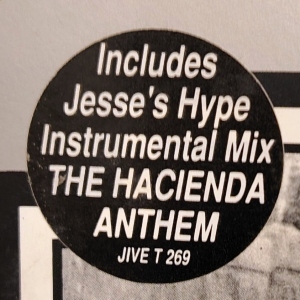 Includes
Jesse's Hype
Instrumental Mix
THE HACIENDA
ANTHEM
JIVE T 269